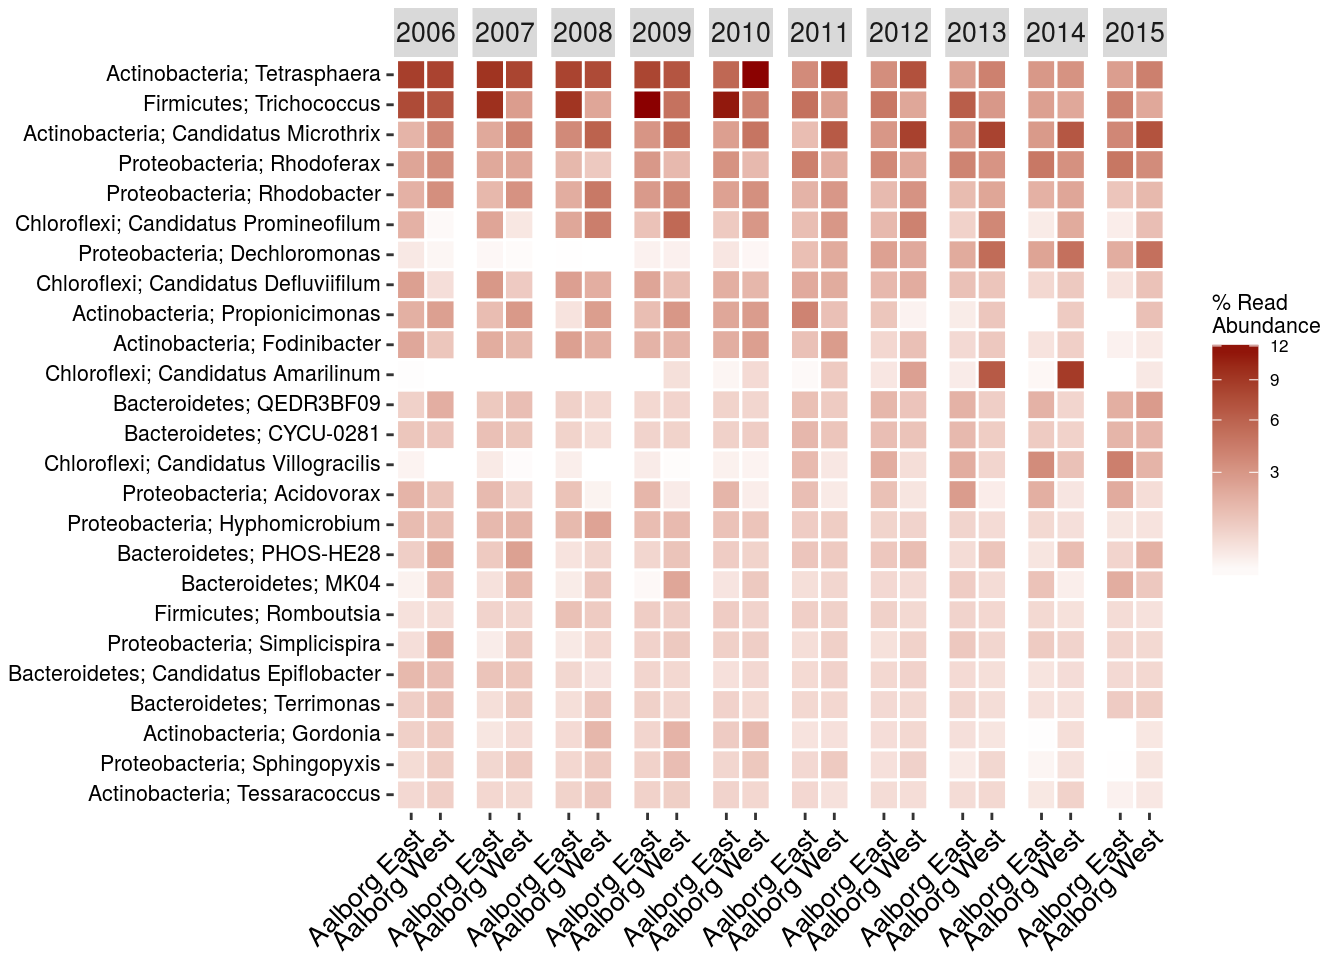 2006 2007 2008 2009 2010 2011 2012 2013 2014 2015
Actinobacteria; Tetrasphaera
Firmicutes; Trichococcus
Actinobacteria; Candidatus Microthrix
Proteobacteria; Rhodoferax
Proteobacteria; Rhodobacter
Chloroflexi; Candidatus Promineofilum
Proteobacteria; Dechloromonas
Chloroflexi; Candidatus Defluviifilum
Actinobacteria; Propionicimonas
Actinobacteria; Fodinibacter
Chloroflexi; Candidatus Amarilinum
Bacteroidetes; QEDR3BF09
Bacteroidetes; CYCU-0281
Chloroflexi; Candidatus Villogracilis
Proteobacteria; Acidovorax
Proteobacteria; Hyphomicrobium
Bacteroidetes; PHOS-HE28
Bacteroidetes; MK04
Firmicutes; Romboutsia
Proteobacteria; Simplicispira
Bacteroidetes; Candidatus Epiflobacter
Bacteroidetes; Terrimonas
Actinobacteria; Gordonia
Proteobacteria; Sphingopyxis
Actinobacteria; Tessaracoccus
Aalborg East
Aalborg West
Aalborg East
Aalborg West
Aalborg East
Aalborg West
Aalborg East
Aalborg West
Aalborg East
Aalborg West
Aalborg East
Aalborg West
Aalborg East
Aalborg West
Aalborg East
Aalborg West
Aalborg East
Aalborg West
Aalborg East
Aalborg West
% Read
Abundance
12
9
6
3